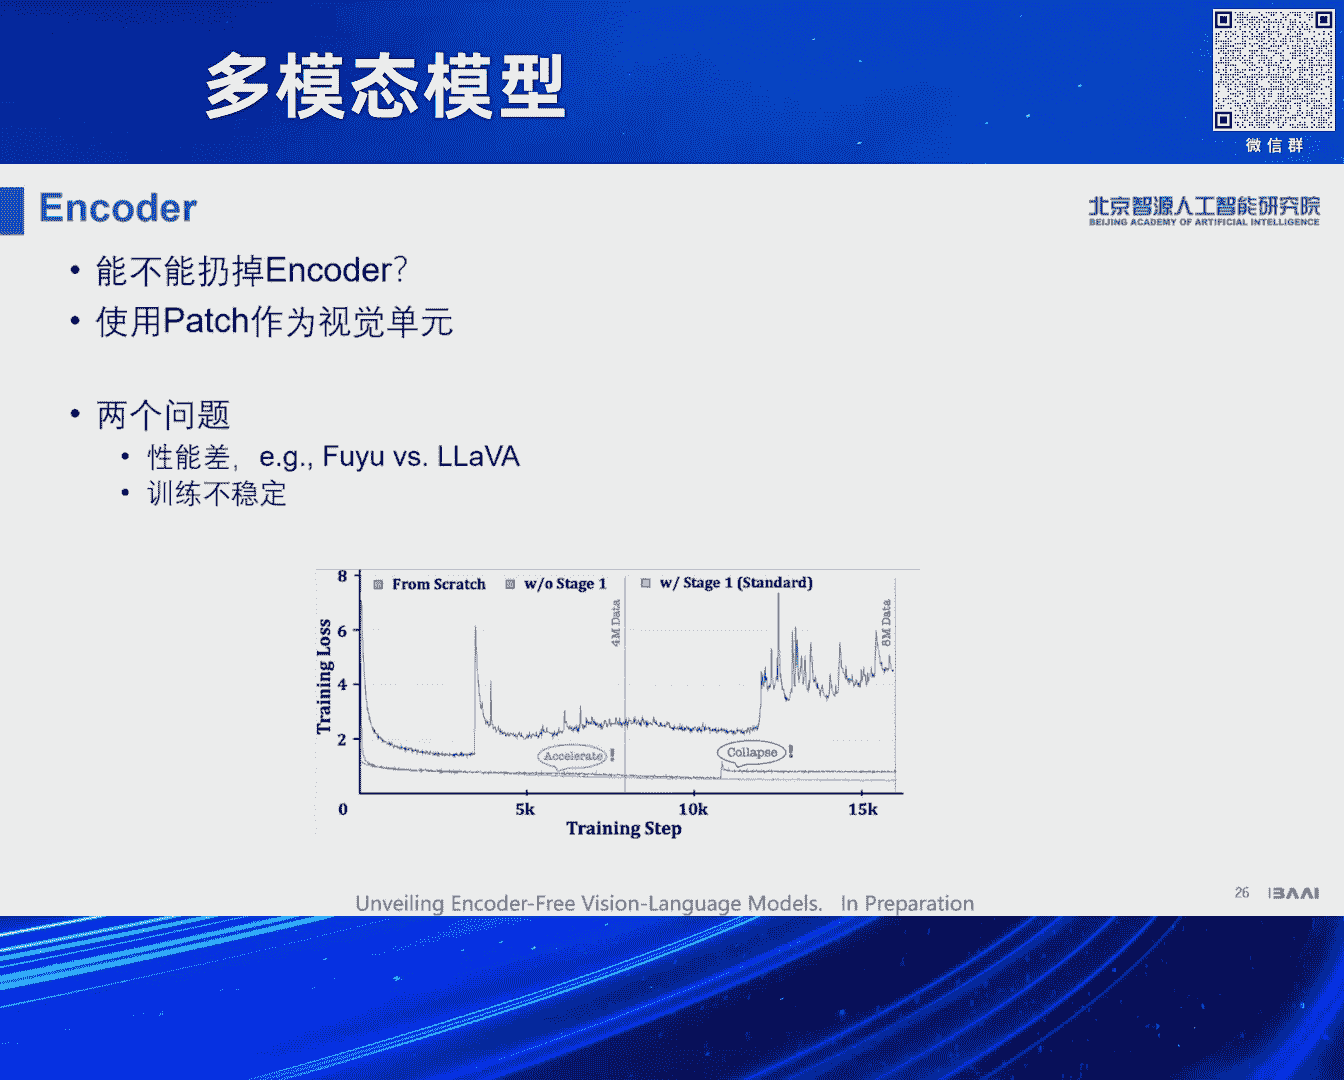 多模态模型
微信群
Encoder
北京智源人工智能研究院
BEIJING ACADEMY OF ARTIFICIAL INTELLIGENCE
• 能不能扔掉Encoder?
• 使用Patch作为视觉单元
• 两个问题
• 性能差，e.g., Fuyu vs. LLaVA
• 训练不稳定
From Scratch
w/o Stage 1
w/ Stage 1 (Standard)
8
6
4
2
0
Training Loss
4M Data
8M Data
Accelerate !
Collapse !
5k
10k
15k
Training Step
Unveiling Encoder-Free Vision-Language Models. In Preparation
26
BAAI